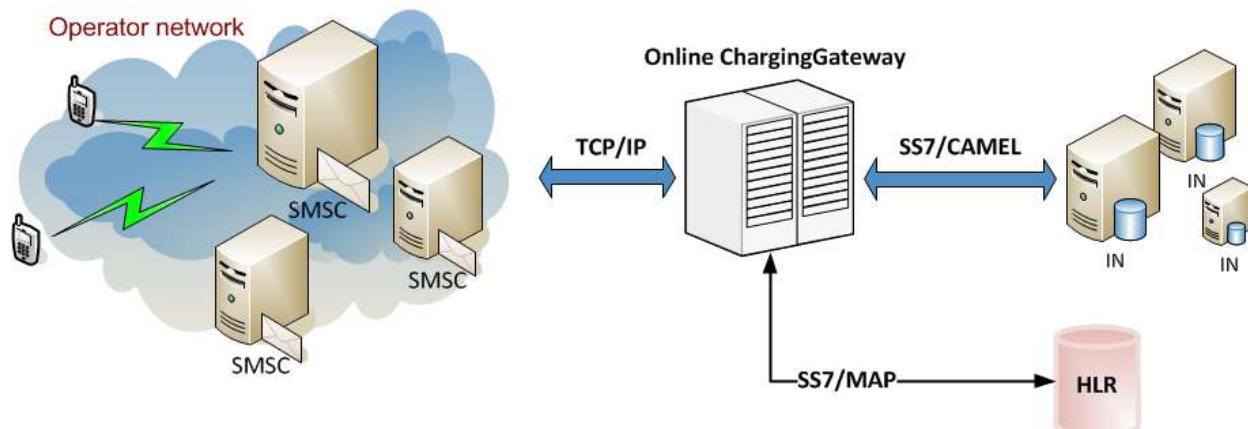 Operator network
Online ChargingGateway
TCP/IP
SS7/CAMEL
IN
SMSC
SMSC
IN
IN
SMSC
SS7/MAP
HLR